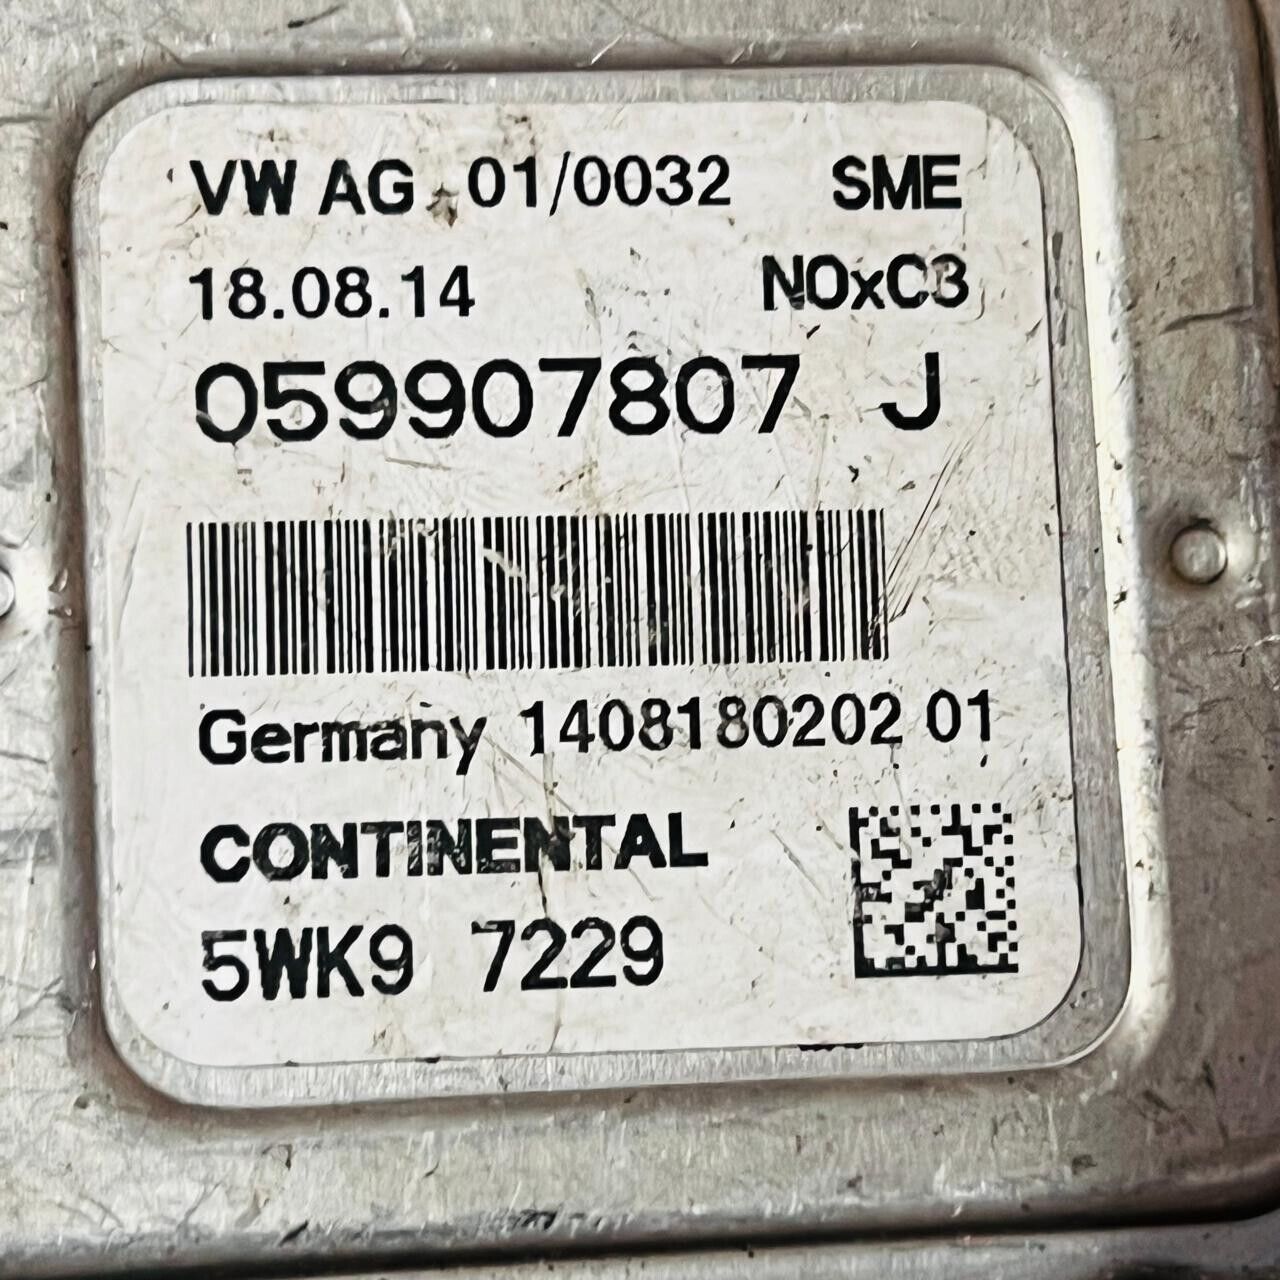 VW AG 01/0032 SME
18.08.14 NOxC3
059907807 J
Germany 1408180202 01
CONTINENTAL
5WK9 7229